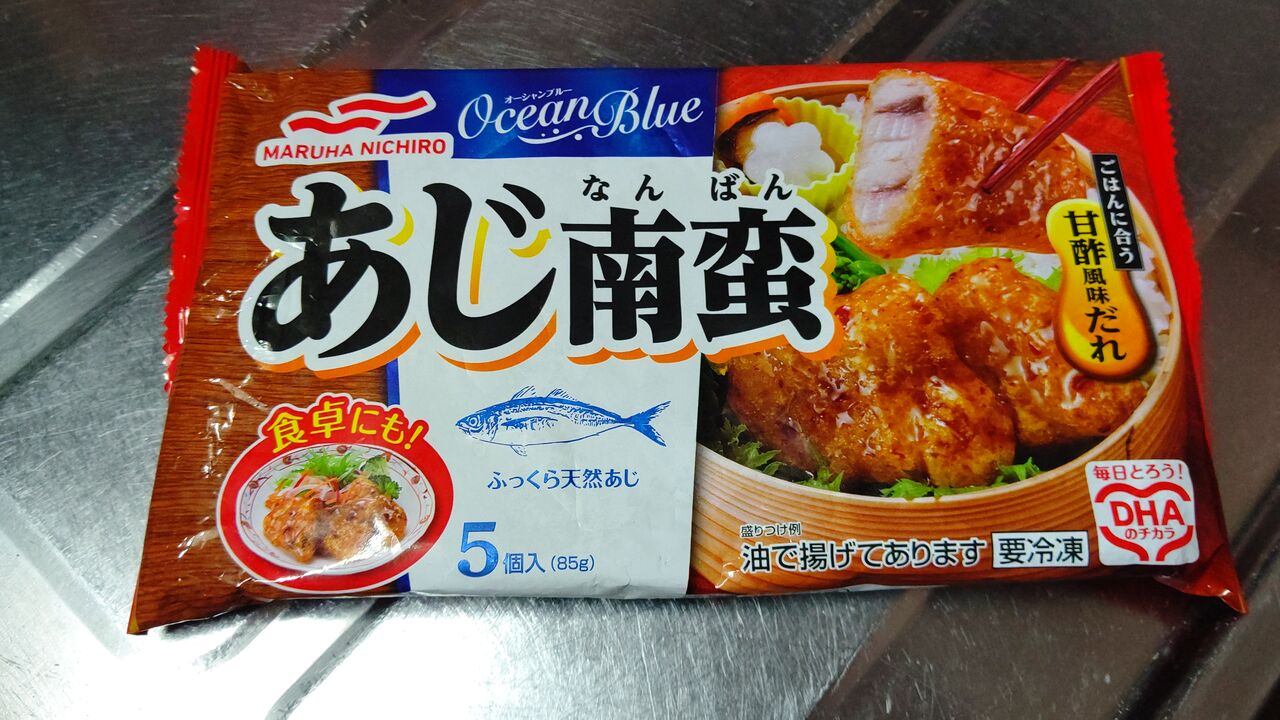 MARUHA NICHIRO
オーシャンブルー
Ocean Blue
なんばん
あじ南蛮
ごはんに合う
甘酢風味だれ
食卓にも!
ふっくら天然あじ
5個入(85g)
盛りつけ例
油で揚げてあります 要冷凍
毎日とろう!
DHA
のチカラ